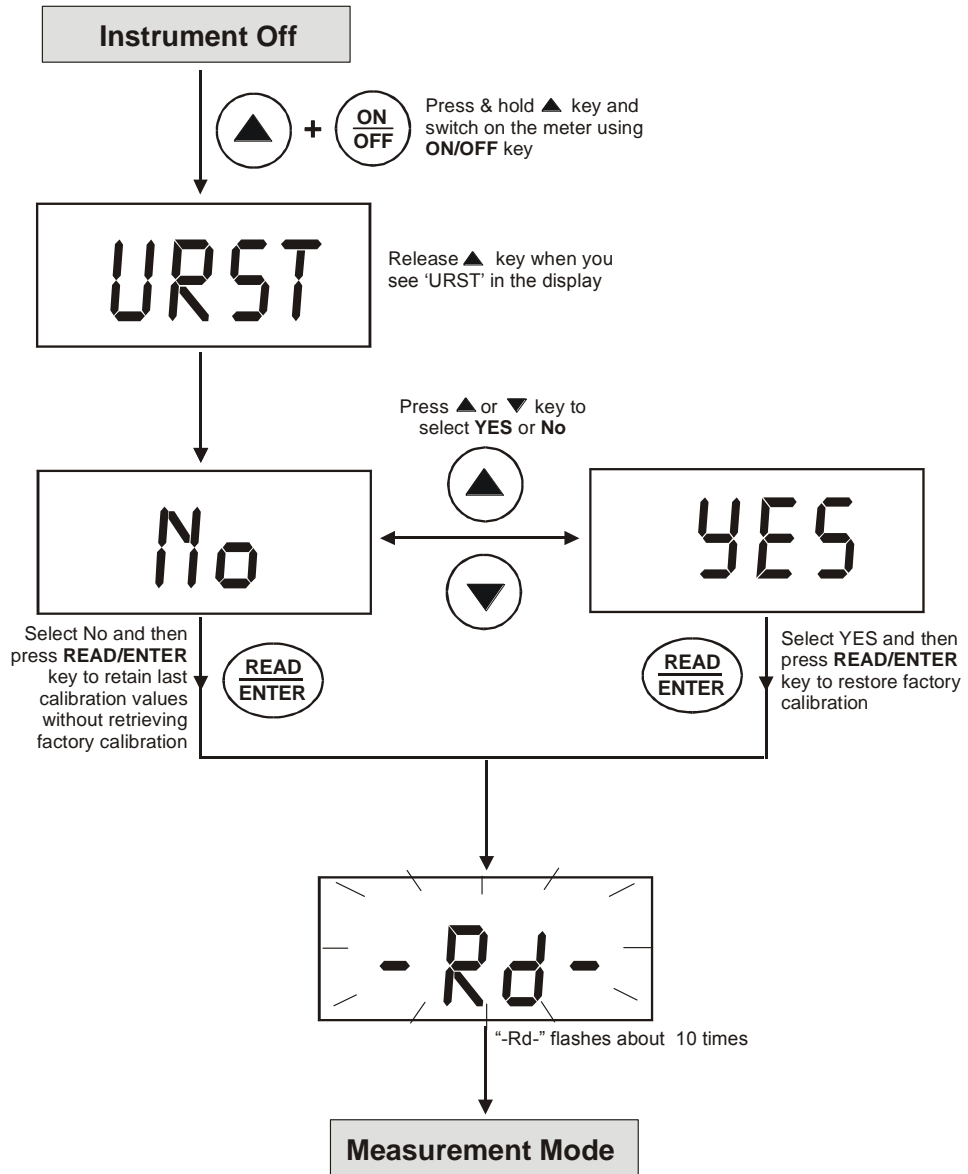 Instrument Off
+
ON
OFF
Press & hold ▲ key and
switch on the meter using
ON/OFF key
URST
Release ▲ key when you
see ‘URST’ in the display
Press ▲ or ▼ key to
select YES or No
No
YES
Select No and then
press READ/ENTER
key to retain last
calibration values
without retrieving
factory calibration
READ
ENTER
READ
ENTER
Select YES and then
press READ/ENTER
key to restore factory
calibration
-Rd-
“-Rd-” flashes about 10 times
Measurement Mode